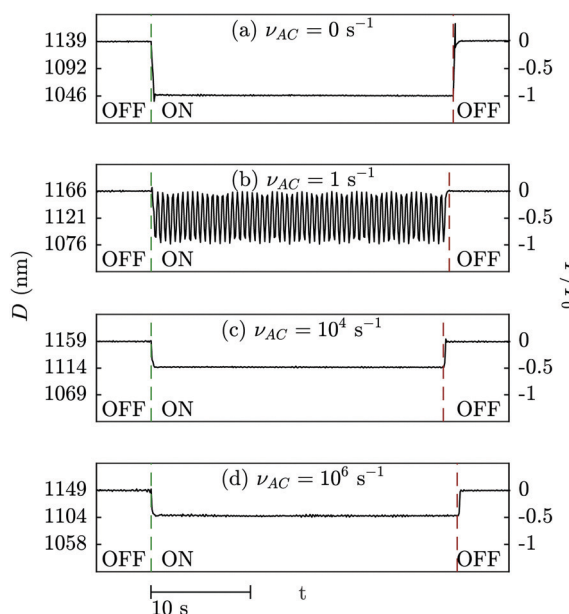 (a) ν_AC = 0 s⁻¹
1139
1092
1046
OFF ON OFF
0
-0.5
-1
(b) ν_AC = 1 s⁻¹
1166
1121
1076
OFF ON OFF
0
-0.5
-1
D (nm)
(c) ν_AC = 10⁴ s⁻¹
1159
1114
1069
OFF ON OFF
0
-0.5
-1
(d) ν_AC = 10⁶ s⁻¹
1149
1104
1058
OFF ON OFF
0
-0.5
-1
10 s
t